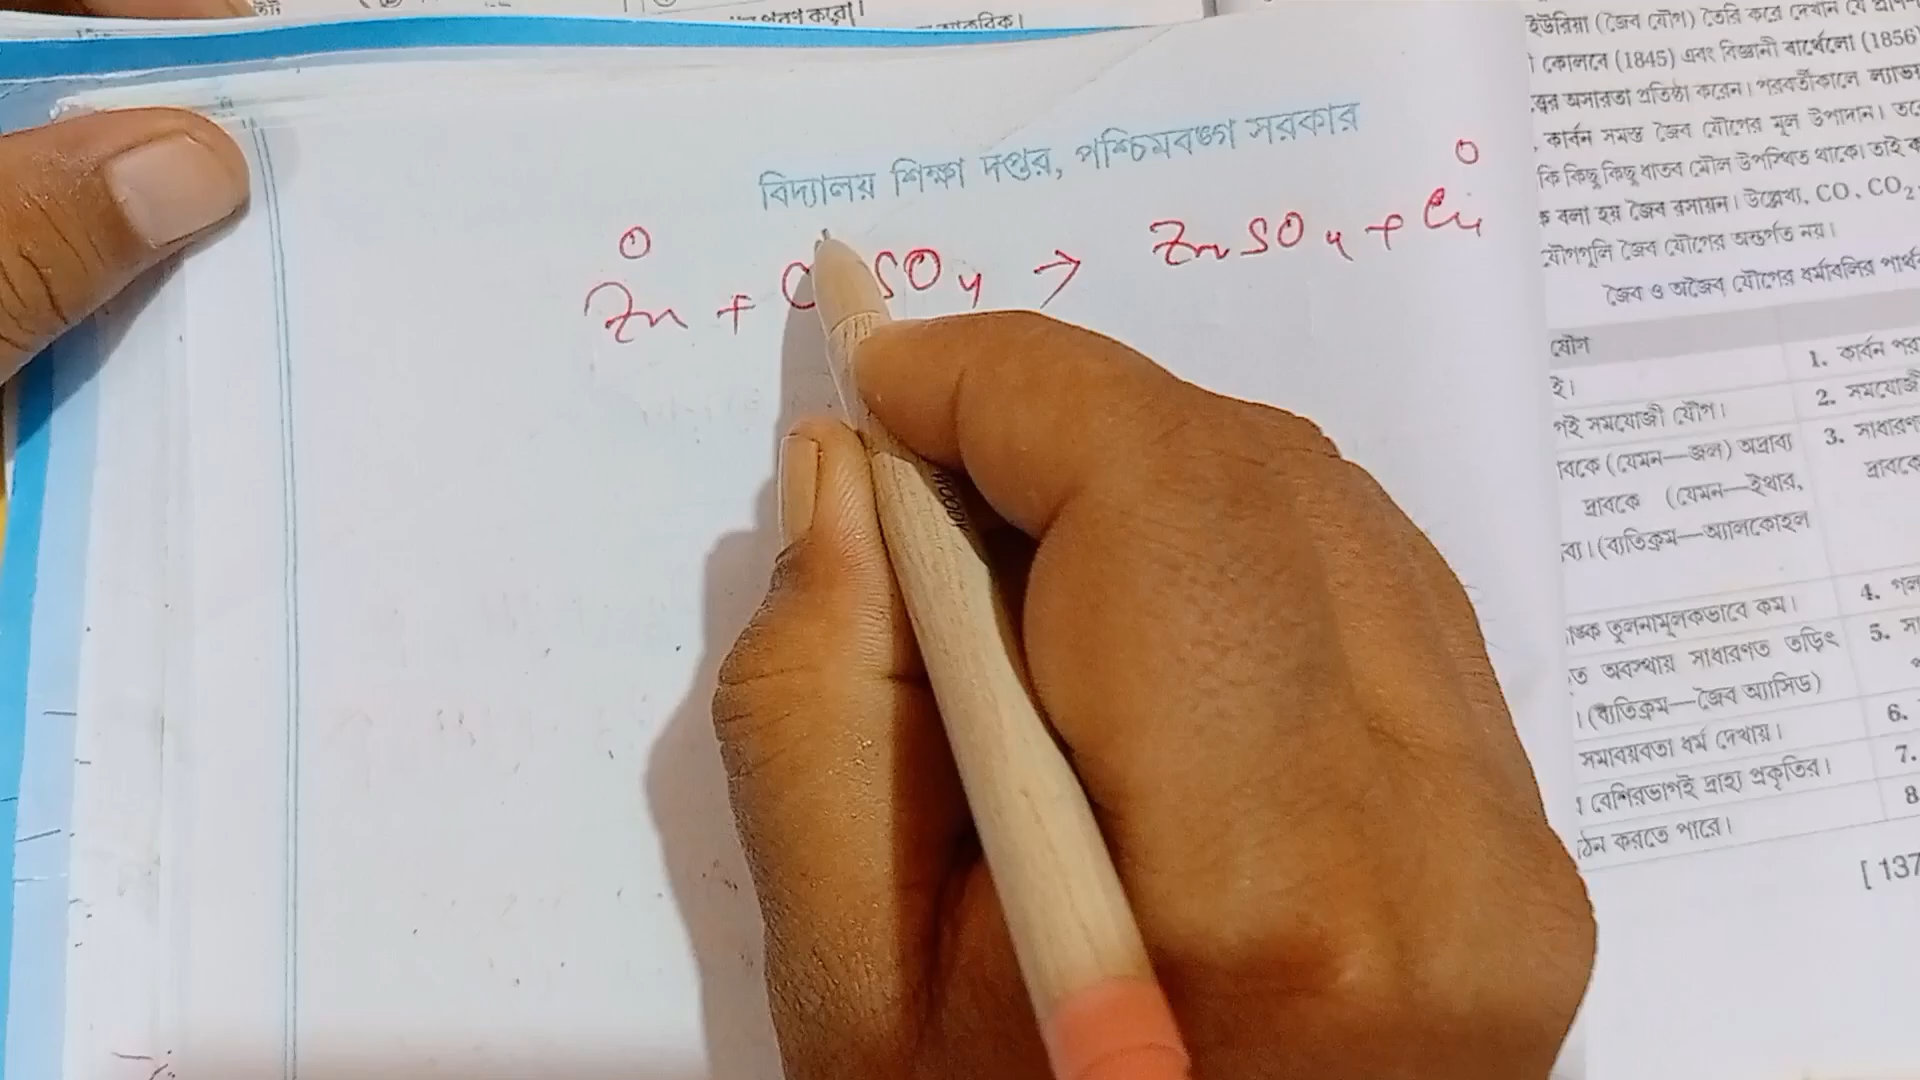 পশ্চিমবঙ্গ সরকার
বিদ্যালয় শিক্ষা দপ্তর,
0
0
Zn + C SO4 → ZnSO4 + Cu
WOODY
ইউরিয়া (জৈব যৌগ) তৈরি করে দেখান যে
কোলবে (1845) এবং বিজ্ঞানী বার্থেলো (1856)
অসারতা প্রতিষ্ঠা করেন। পরবর্তীকালে
কার্বন সমস্ত জৈব যৌগের মূল উপাদান।
কি কিছু কিছু ধাতব মৌল উপস্থিত থাকে। তাই
বলা হয় জৈব রসায়ন। উল্লেখ্য, CO, CO2
যৌগগুলি জৈব যৌগের অন্তর্গত নয়।
জৈব ও অজৈব যৌগের ধর্মাবলির
যৌগ
1. কার্বন
ই।
2. সমযোজী
সমযোজী যৌগ।
3. সাধারণ
(যেমন—জল) অদ্রাব্য
দ্রাবকে (যেমন—ইথার,
(ব্যতিক্রম—অ্যালকোহল
4.
তুলনামূলকভাবে কম।
5.
অবস্থায় সাধারণত তড়িৎ
(ব্যতিক্রম—জৈব অ্যাসিড)
6.
সমাবয়বতা ধর্ম দেখায়।
7.
বেশিরভাগই দাহ্য প্রকৃতির।
8
করতে পারে।
[ 137